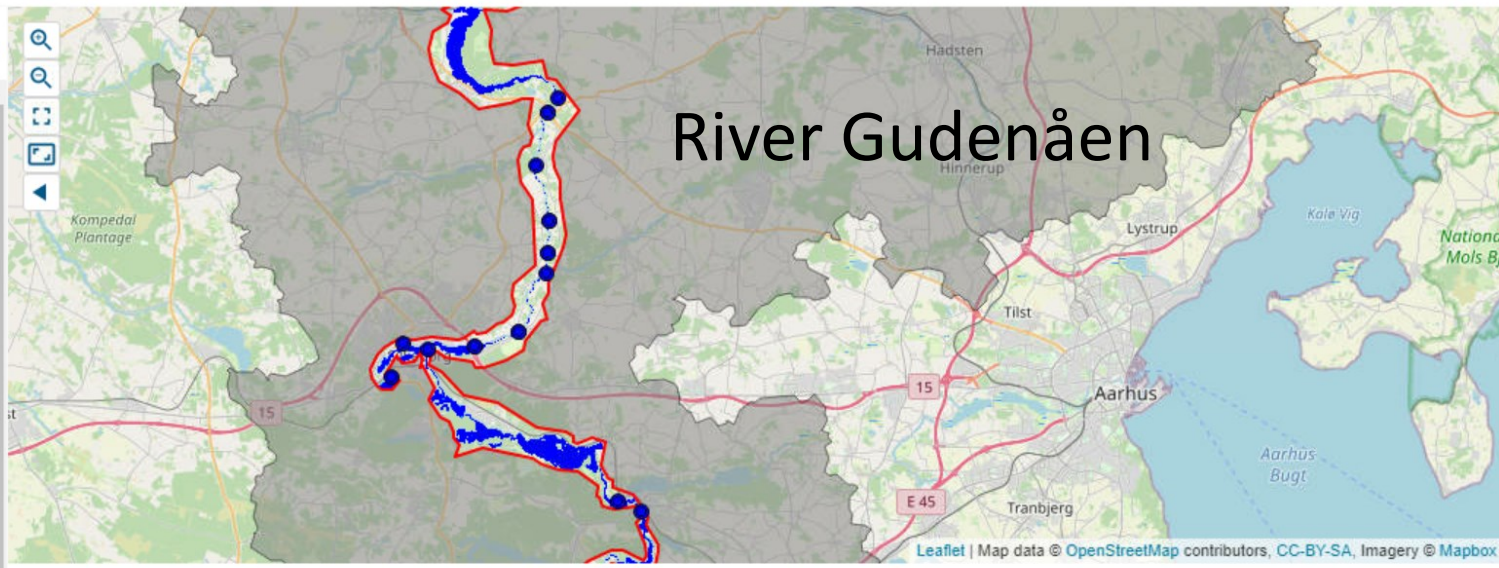 Hadsten
River Gudenåen
Hinnerup
Kompedal
Plantage
Kalø Vig
Lystrup
Nationa
Mols Bj
Tilst
15
Aarhus
15
st
Aarhus
Bugt
E 45
Tranbjerg
Leaflet | Map data © OpenStreetMap contributors, CC-BY-SA, Imagery © Mapbox